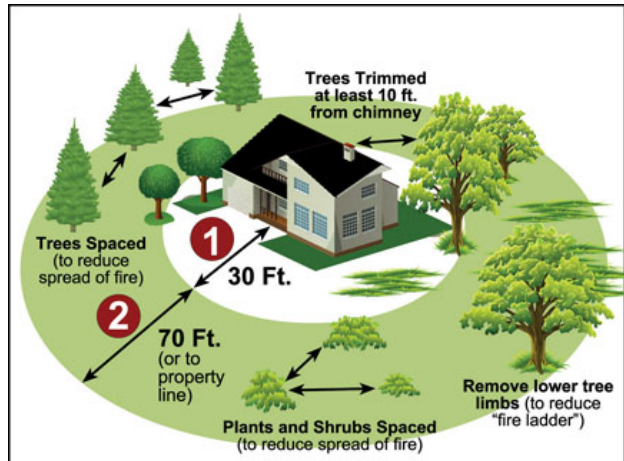 Trees Trimmed
at least 10 ft.
from chimney
Trees Spaced
(to reduce
spread of fire)
1
30 Ft.
2
70 Ft.
(or to
property
line)
Plants and Shrubs Spaced
(to reduce spread of fire)
Remove lower tree
limbs (to reduce
"fire ladder")